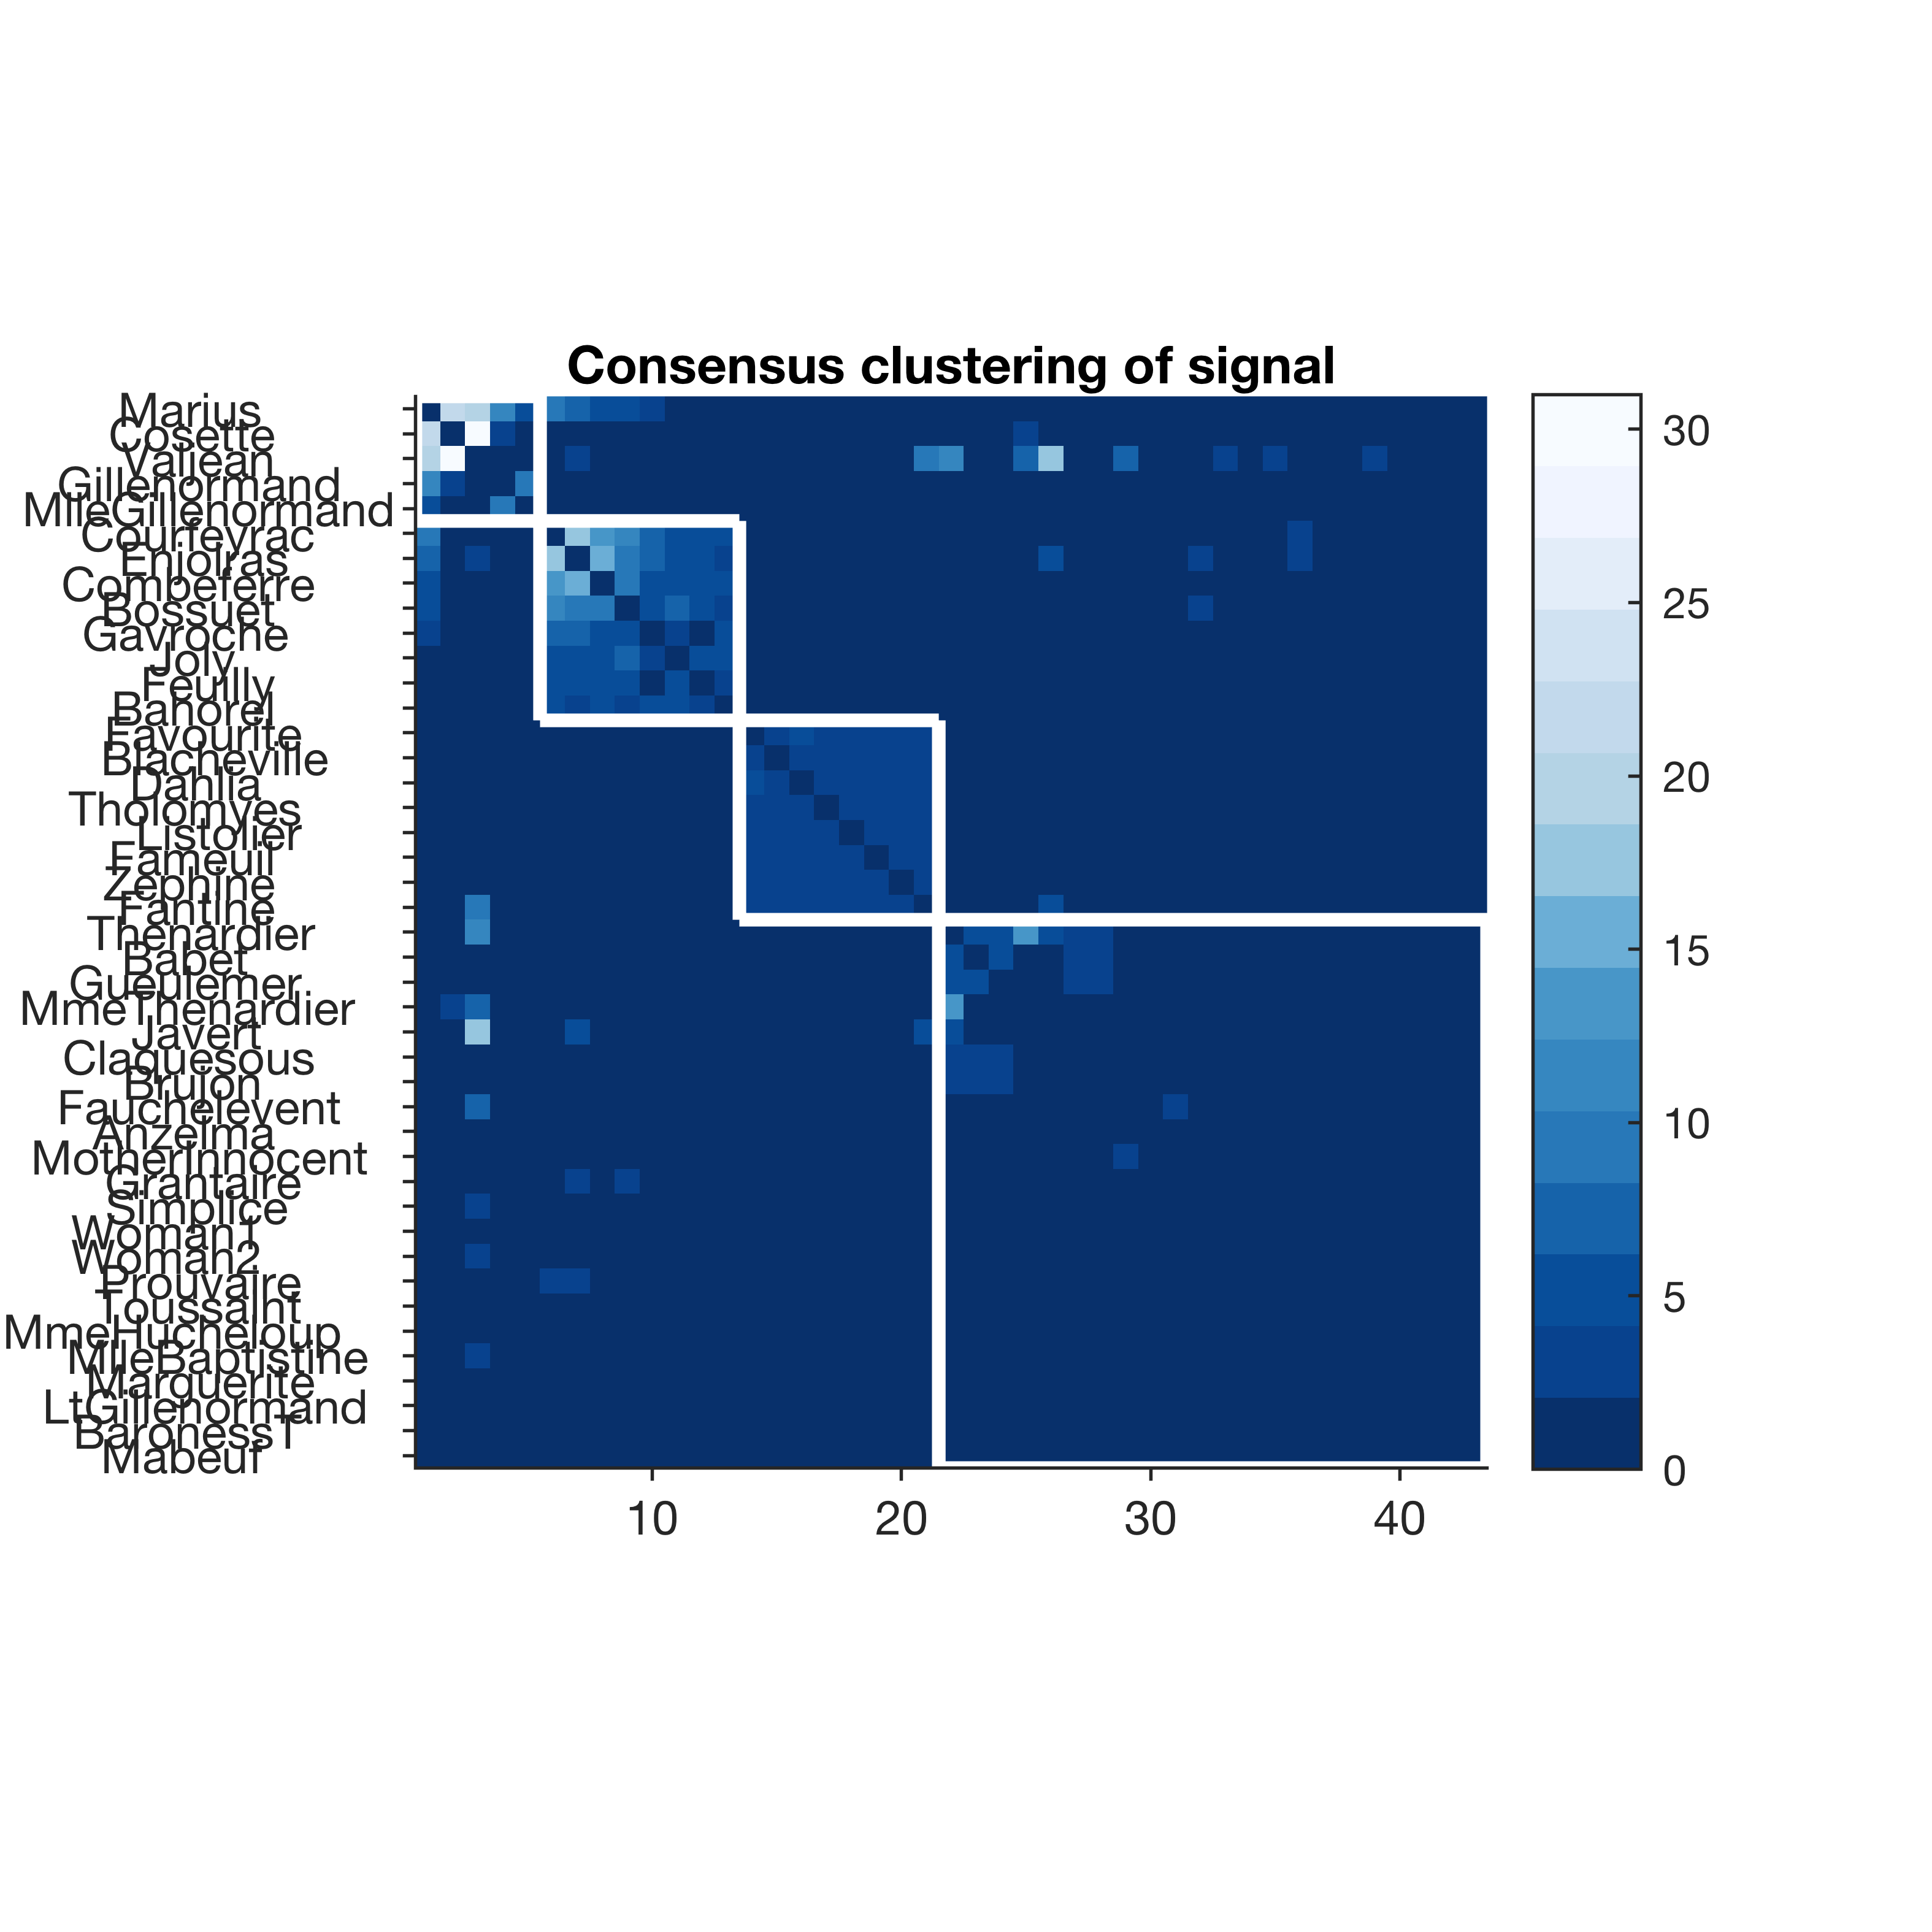 Consensus clustering of signal
Marius
Cosette
Valjean
Gillenormand
MlleGillenormand
Courfeyrac
Enjolras
Combeferre
Bossuet
Gavroche
Joly
Feuilly
Bahorel
Favourite
Blacheville
Dahlia
Tholomyes
Listolier
Fameuil
Zephine
Fantine
Thenardier
Babet
Gueulemer
MmeThenardier
Javert
Claquesous
Brujon
Fauchelevent
Anzelma
MotherInnocent
Grantaire
Simplice
Woman1
Woman2
Prouvaire
Toussaint
MmeHucheloup
MlleBaptistine
Marguerite
LtGillenormand
BaronessT
Mabeuf
10 20 30 40
30
25
20
15
10
5
0